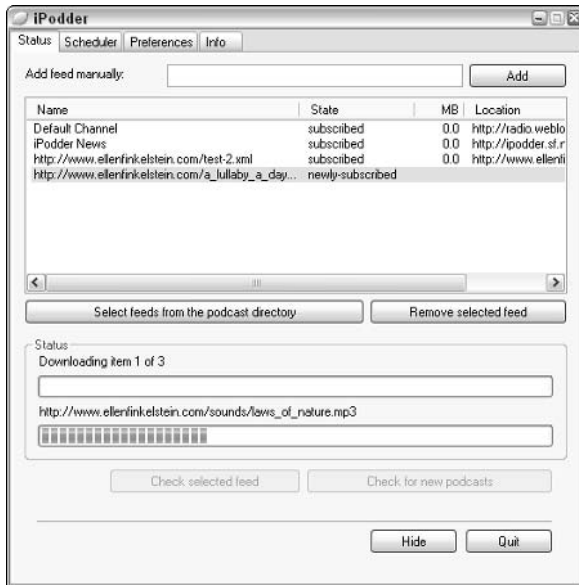 iPodder
Status Scheduler Preferences Info
Add feed manually: Add
Name State MB Location
Default Channel subscribed 0.0 http://radio.weblo
iPodder News subscribed 0.0 http://ipodder.sf.r
http://www.ellenfinkelstein.com/test-2.xml subscribed 0.0 http://www.ellenfi
http://www.ellenfinkelstein.com/a_lullaby_a_day... newly-subscribed
Select feeds from the podcast directory Remove selected feed
Status
Downloading item 1 of 3
http://www.ellenfinkelstein.com/sounds/laws_of_nature.mp3
Check selected feed Check for new podcasts
Hide Quit